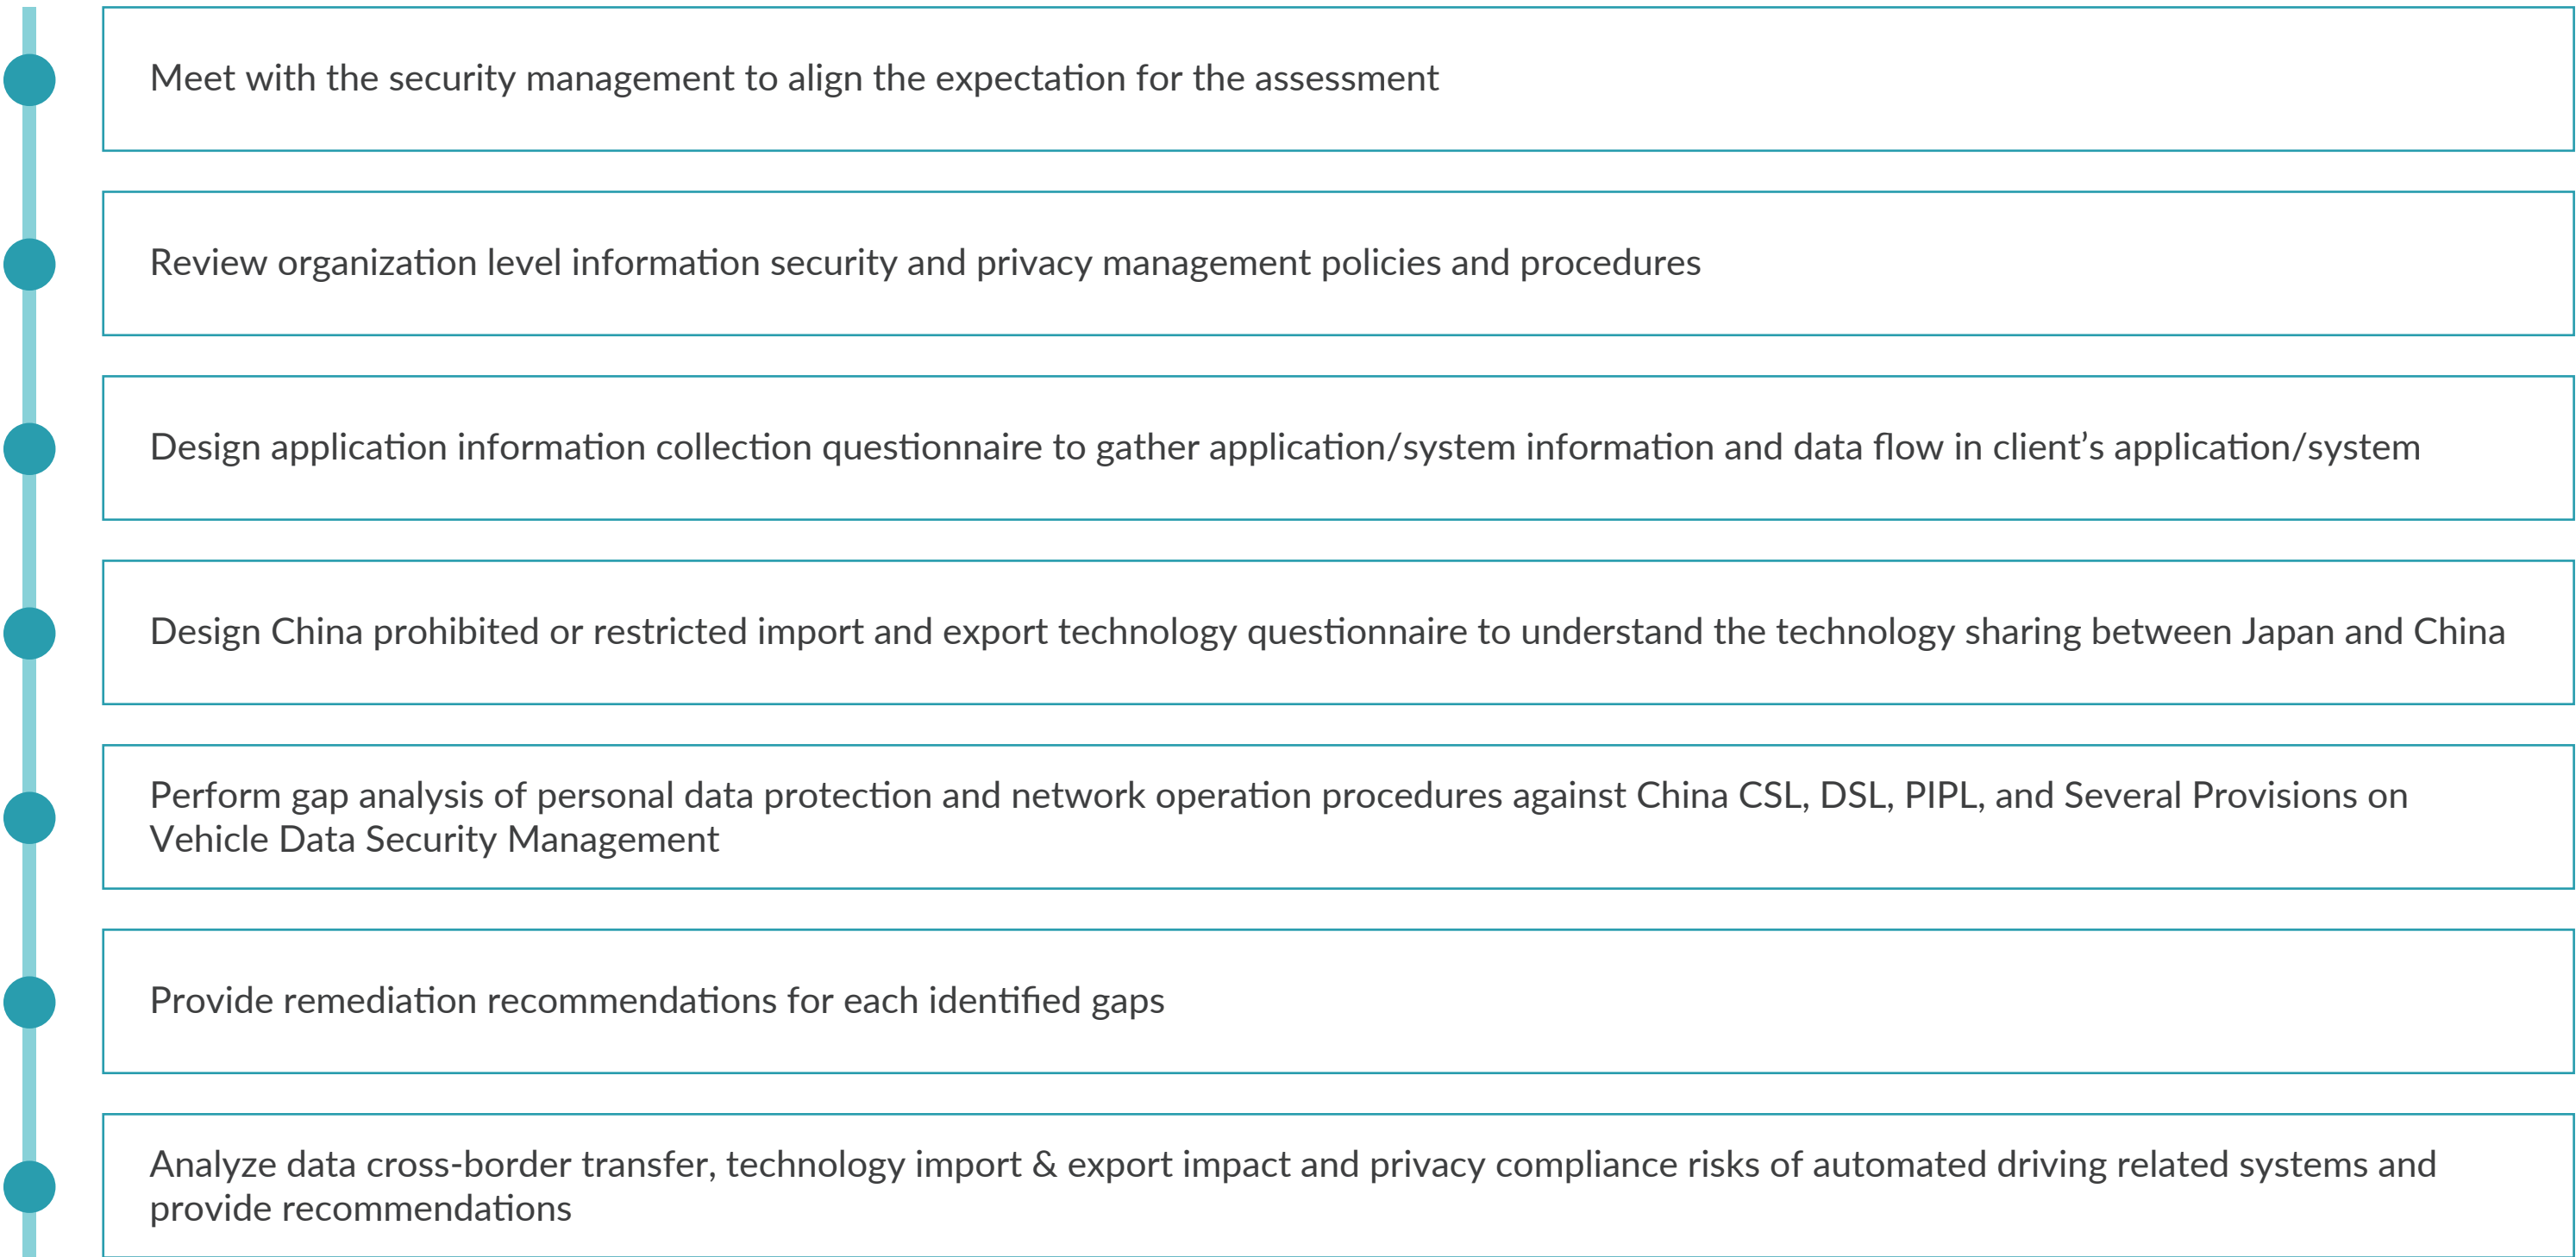 Meet with the security management to align the expectation for the assessment
Review organization level information security and privacy management policies and procedures
Design application information collection questionnaire to gather application/system information and data flow in client’s application/system
Design China prohibited or restricted import and export technology questionnaire to understand the technology sharing between Japan and China
Perform gap analysis of personal data protection and network operation procedures against China CSL, DSL, PIPL, and Several Provisions on
Vehicle Data Security Management
Provide remediation recommendations for each identified gaps
Analyze data cross-border transfer, technology import & export impact and privacy compliance risks of automated driving related systems and
provide recommendations